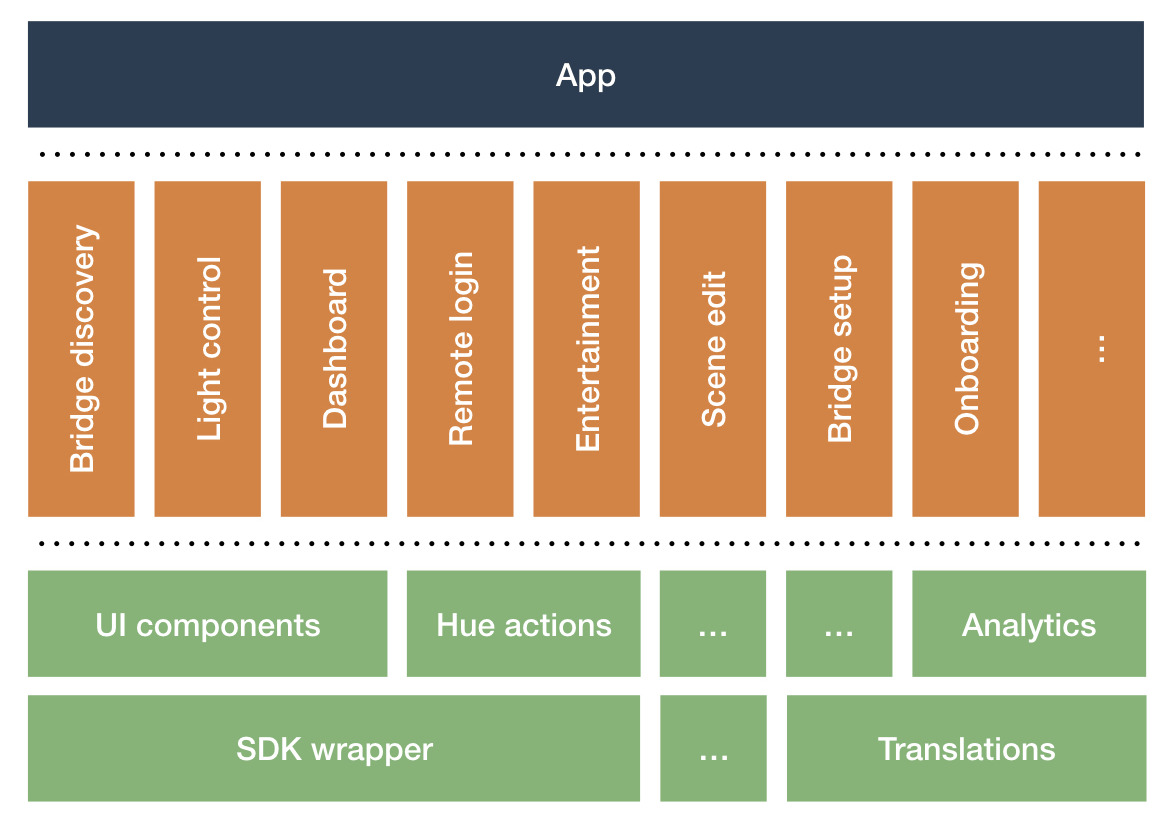 App
Bridge discovery
Light control
Dashboard
Remote login
Entertainment
Scene edit
Bridge setup
Onboarding
...
UI components
Hue actions
...
...
Analytics
SDK wrapper
...
Translations